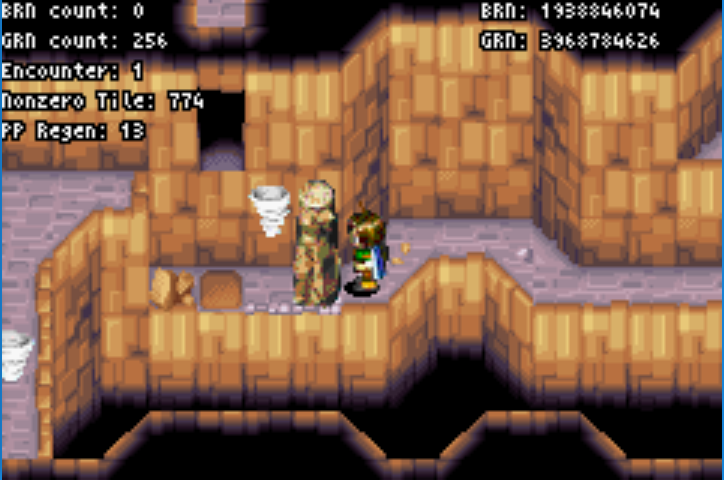 BRN count: 0
BRN: 1938846074
GRN count: 256
GRN: 3968784626
Encounter: 1
Nonzero Tile: 774
PP Regen: 13